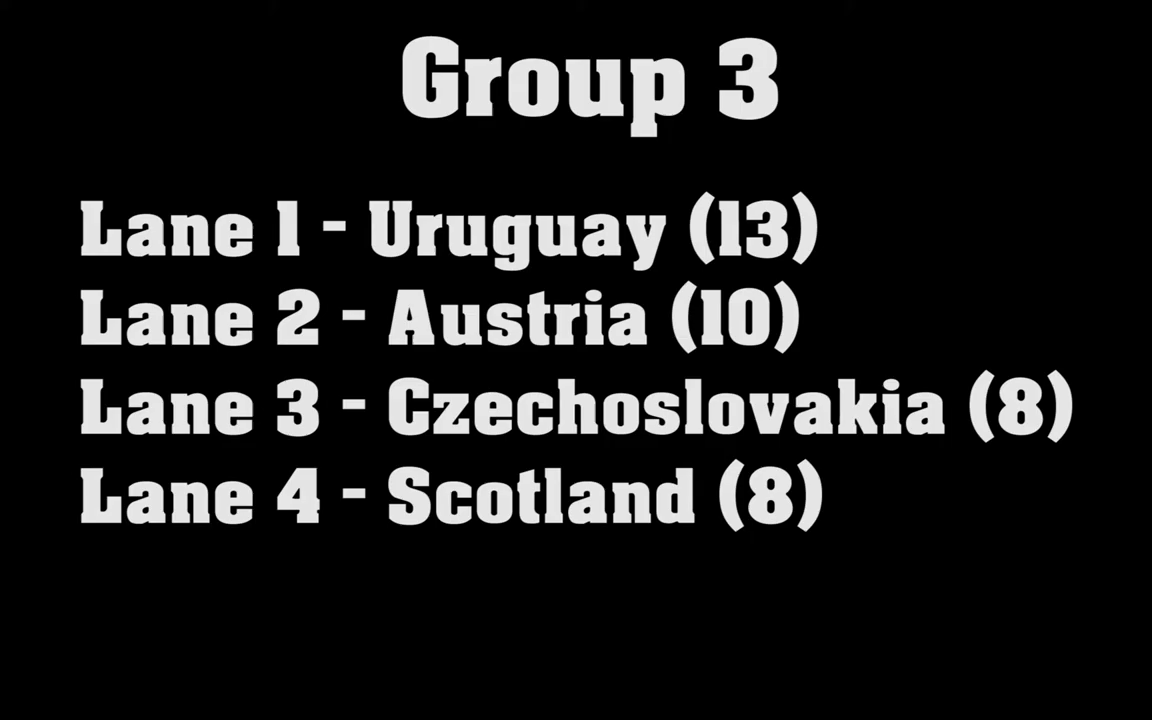 Group 3
Lane 1 - Uruguay (13)
Lane 2 - Austria (10)
Lane 3 - Czechoslovakia (8)
Lane 4 - Scotland (8)